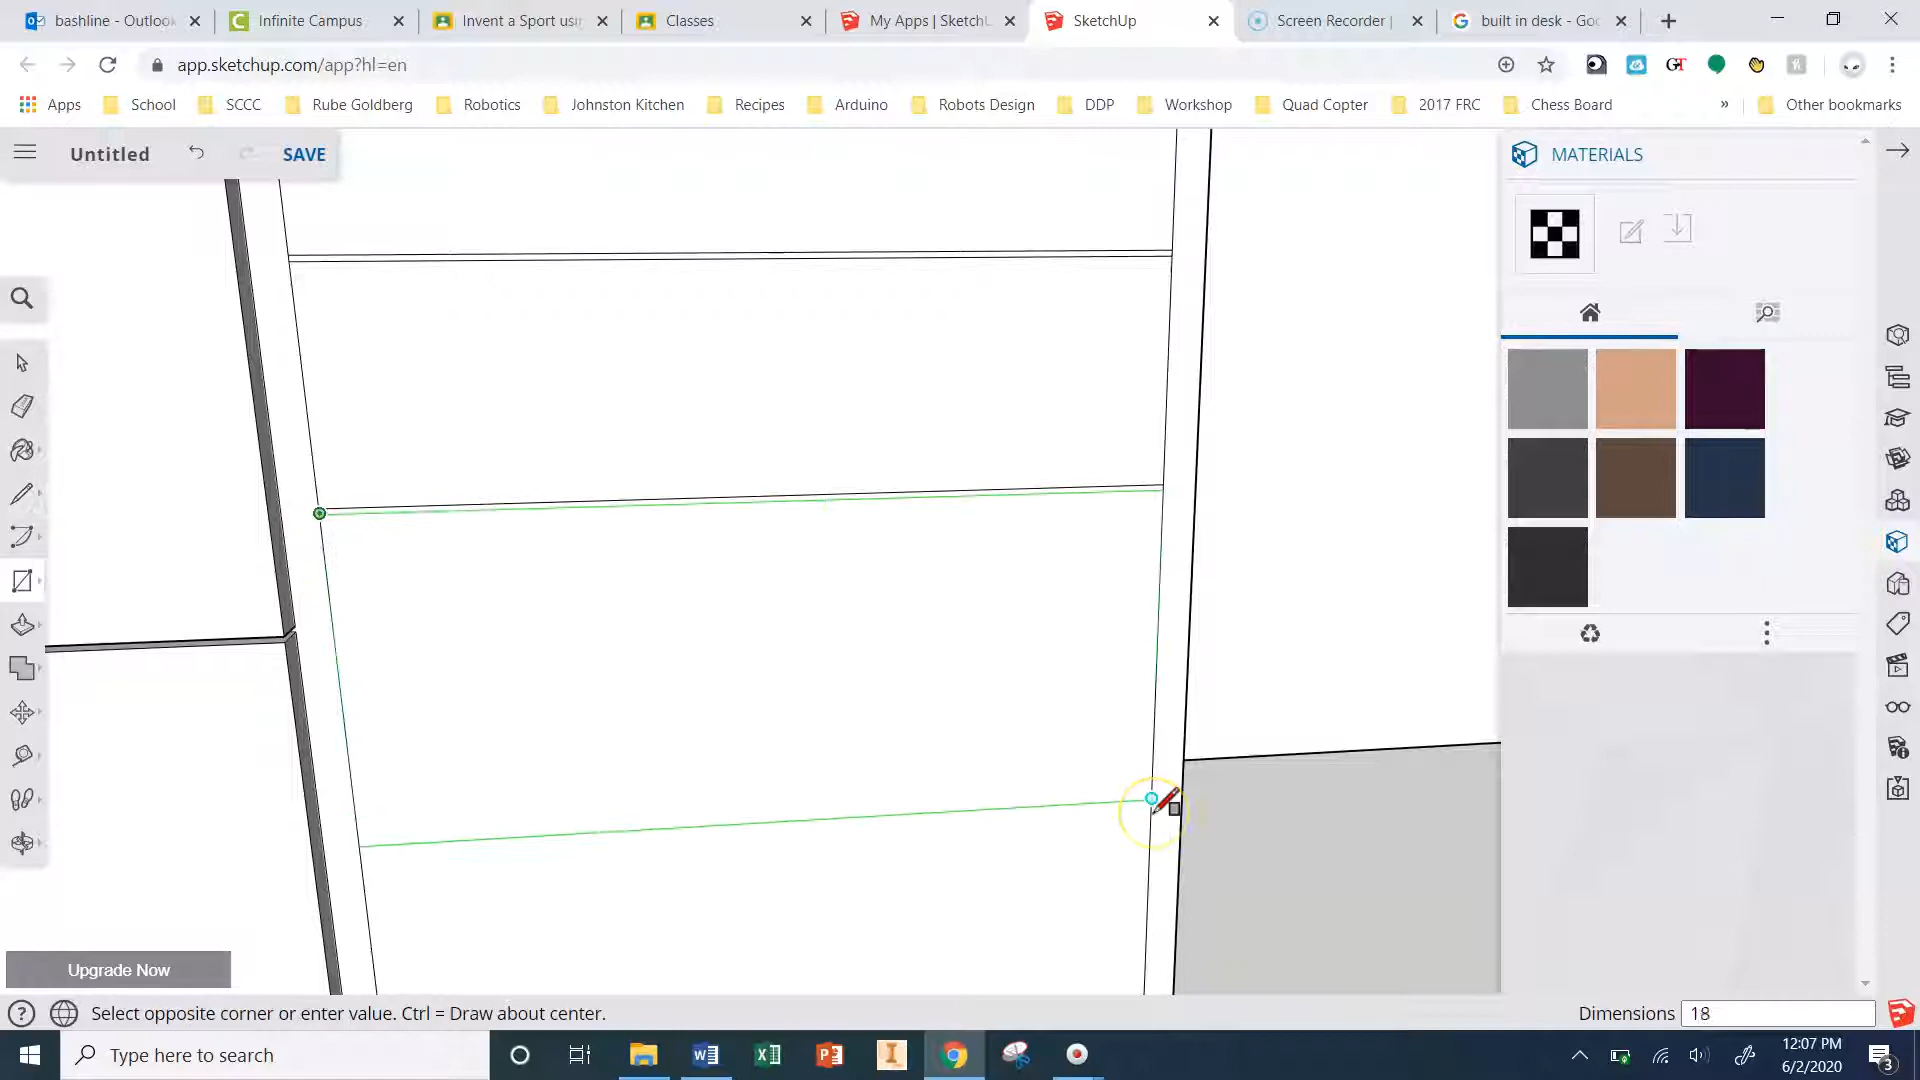 bashline - Outlook
Infinite Campus
Invent a Sport usin
Classes
My Apps | SketchU
SketchUp
Screen Recorder |
built in desk - Goo
app.sketchup.com/app?hl=en
Apps School SCCC Rube Goldberg Robotics Johnston Kitchen Recipes Arduino Robots Design DDP Workshop Quad Copter 2017 FRC Chess Board » Other bookmarks
Untitled SAVE
MATERIALS
Upgrade Now
Select opposite corner or enter value. Ctrl = Draw about center.
Dimensions 18
Type here to search
12:07 PM
6/2/2020
3